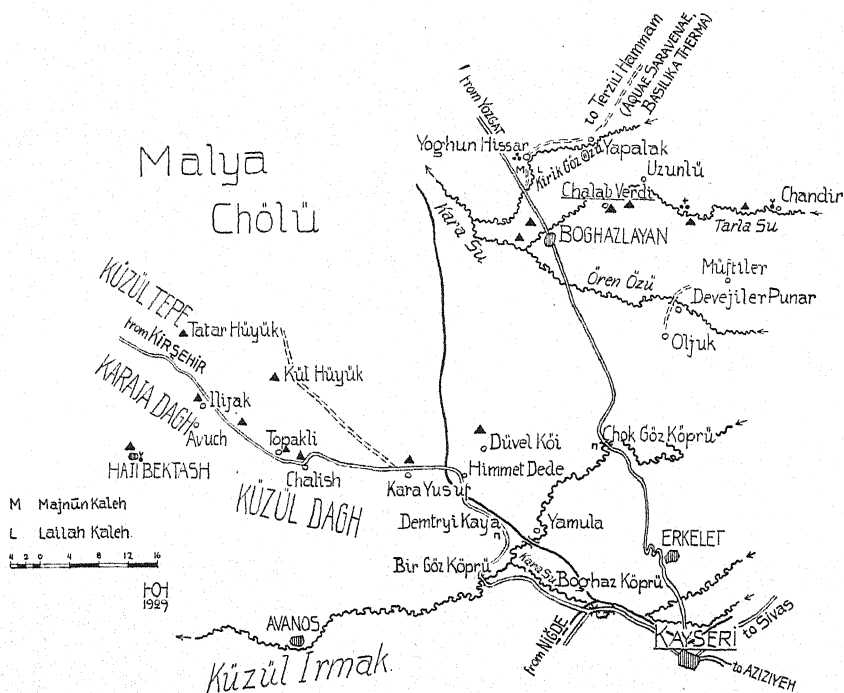 to Terzili Hammam
(AQUAE SARAVENAE,
BASILIKA THERMA)
from YOZGAT
Yoghun Hissar
Yapalak
M
L
Kirik Göz Özü
Uzunlü
Malya
Chölü
Chalab Verdi
Chandir
Kara Su
Tarla Su
BOGHAZLAYAN
Ören Özü
Müftiler
Devejiler Punar
Oljuk
KÜZÜL TEPE
Tatar Hüyük
from KIRŞEHIR
Kül Hüyük
KARAJA DAGH
Ilijak
Avuch
Topakli
Düvel Köi
Chok Göz Köprü
HAJI BEKTASH
Chalish
Himmet Dede
Kara Yusuf
KÜZÜL DAGH
M Majnūn Kaleh
L Lailah Kaleh.
Demtryi Kaya
Yamula
ERKELET
4 2 0 4 8 12 16
Bir Göz Köprü
Kara Su
Boghaz Köprü
HH
1929
AVANOS
KAYSERI
to Sivas
from NIĞDE
Küzül Irmak.
to AZIZIYEH